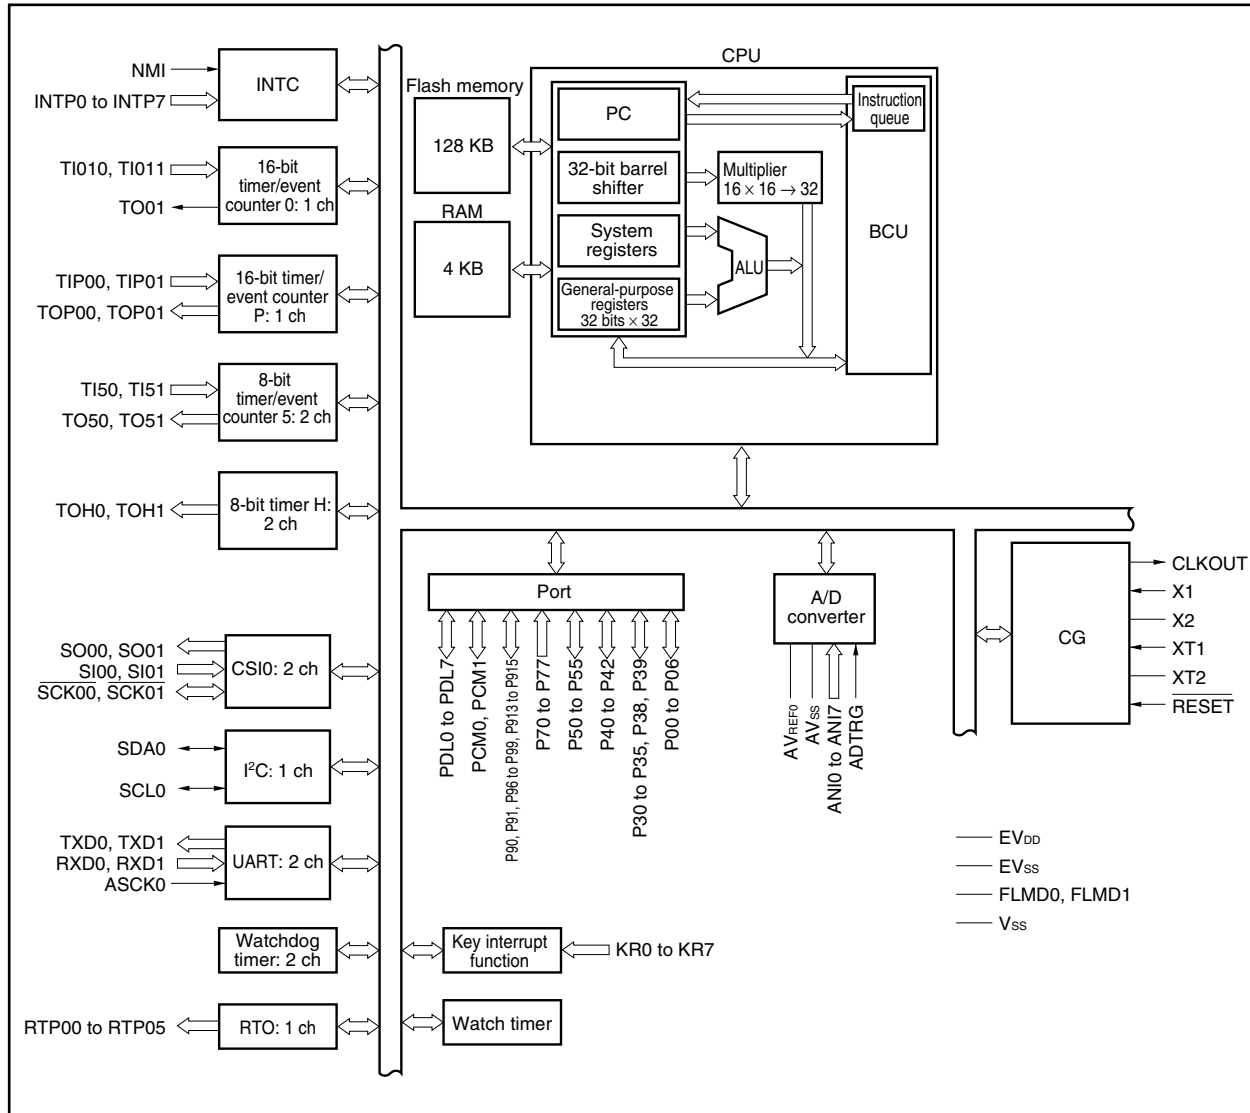 NMI
INTP0 to INTP7
INTC
TI010, TI011
TO01
16-bit
timer/event
counter 0: 1 ch
TIP00, TIP01
TOP00, TOP01
16-bit timer/
event counter
P: 1 ch
TI50, TI51
TO50, TO51
8-bit
timer/event
counter 5: 2 ch
TOH0, TOH1
8-bit timer H:
2 ch
SO00, SO01
SI00, SI01
SCK00, SCK01
CSI0: 2 ch
SDA0
SCL0
I²C: 1 ch
TXD0, TXD1
RXD0, RXD1
ASCK0
UART: 2 ch
Watchdog
timer: 2 ch
RTP00 to RTP05
RTO: 1 ch
Flash memory
128 KB
RAM
4 KB
CPU
PC
32-bit barrel
shifter
System
registers
General-purpose
registers
32 bits × 32
Multiplier
16 × 16 → 32
ALU
Instruction
queue
BCU
Port
PDL0 to PDL7
PCM0, PCM1
P90, P91, P96 to P99, P913 to P915
P70 to P77
P50 to P55
P40 to P42
P30 to P35, P38, P39
P00 to P06
A/D
converter
AVREF0
AVSS
ANI0 to ANI7
ADTRG
CG
CLKOUT
X1
X2
XT1
XT2
RESET
EVDD
EVSS
FLMD0, FLMD1
VSS
Key interrupt
function
KR0 to KR7
Watch timer